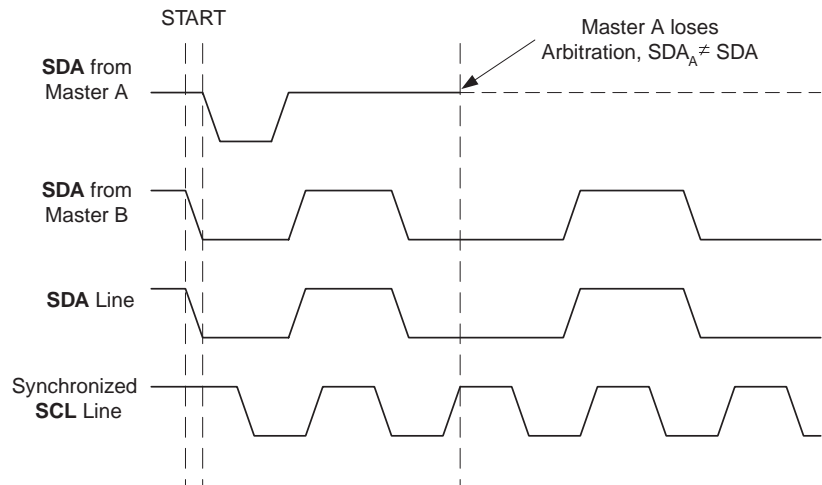 START
Master A loses
Arbitration, SDA_A ≠ SDA
SDA from
Master A
SDA from
Master B
SDA Line
Synchronized
SCL Line